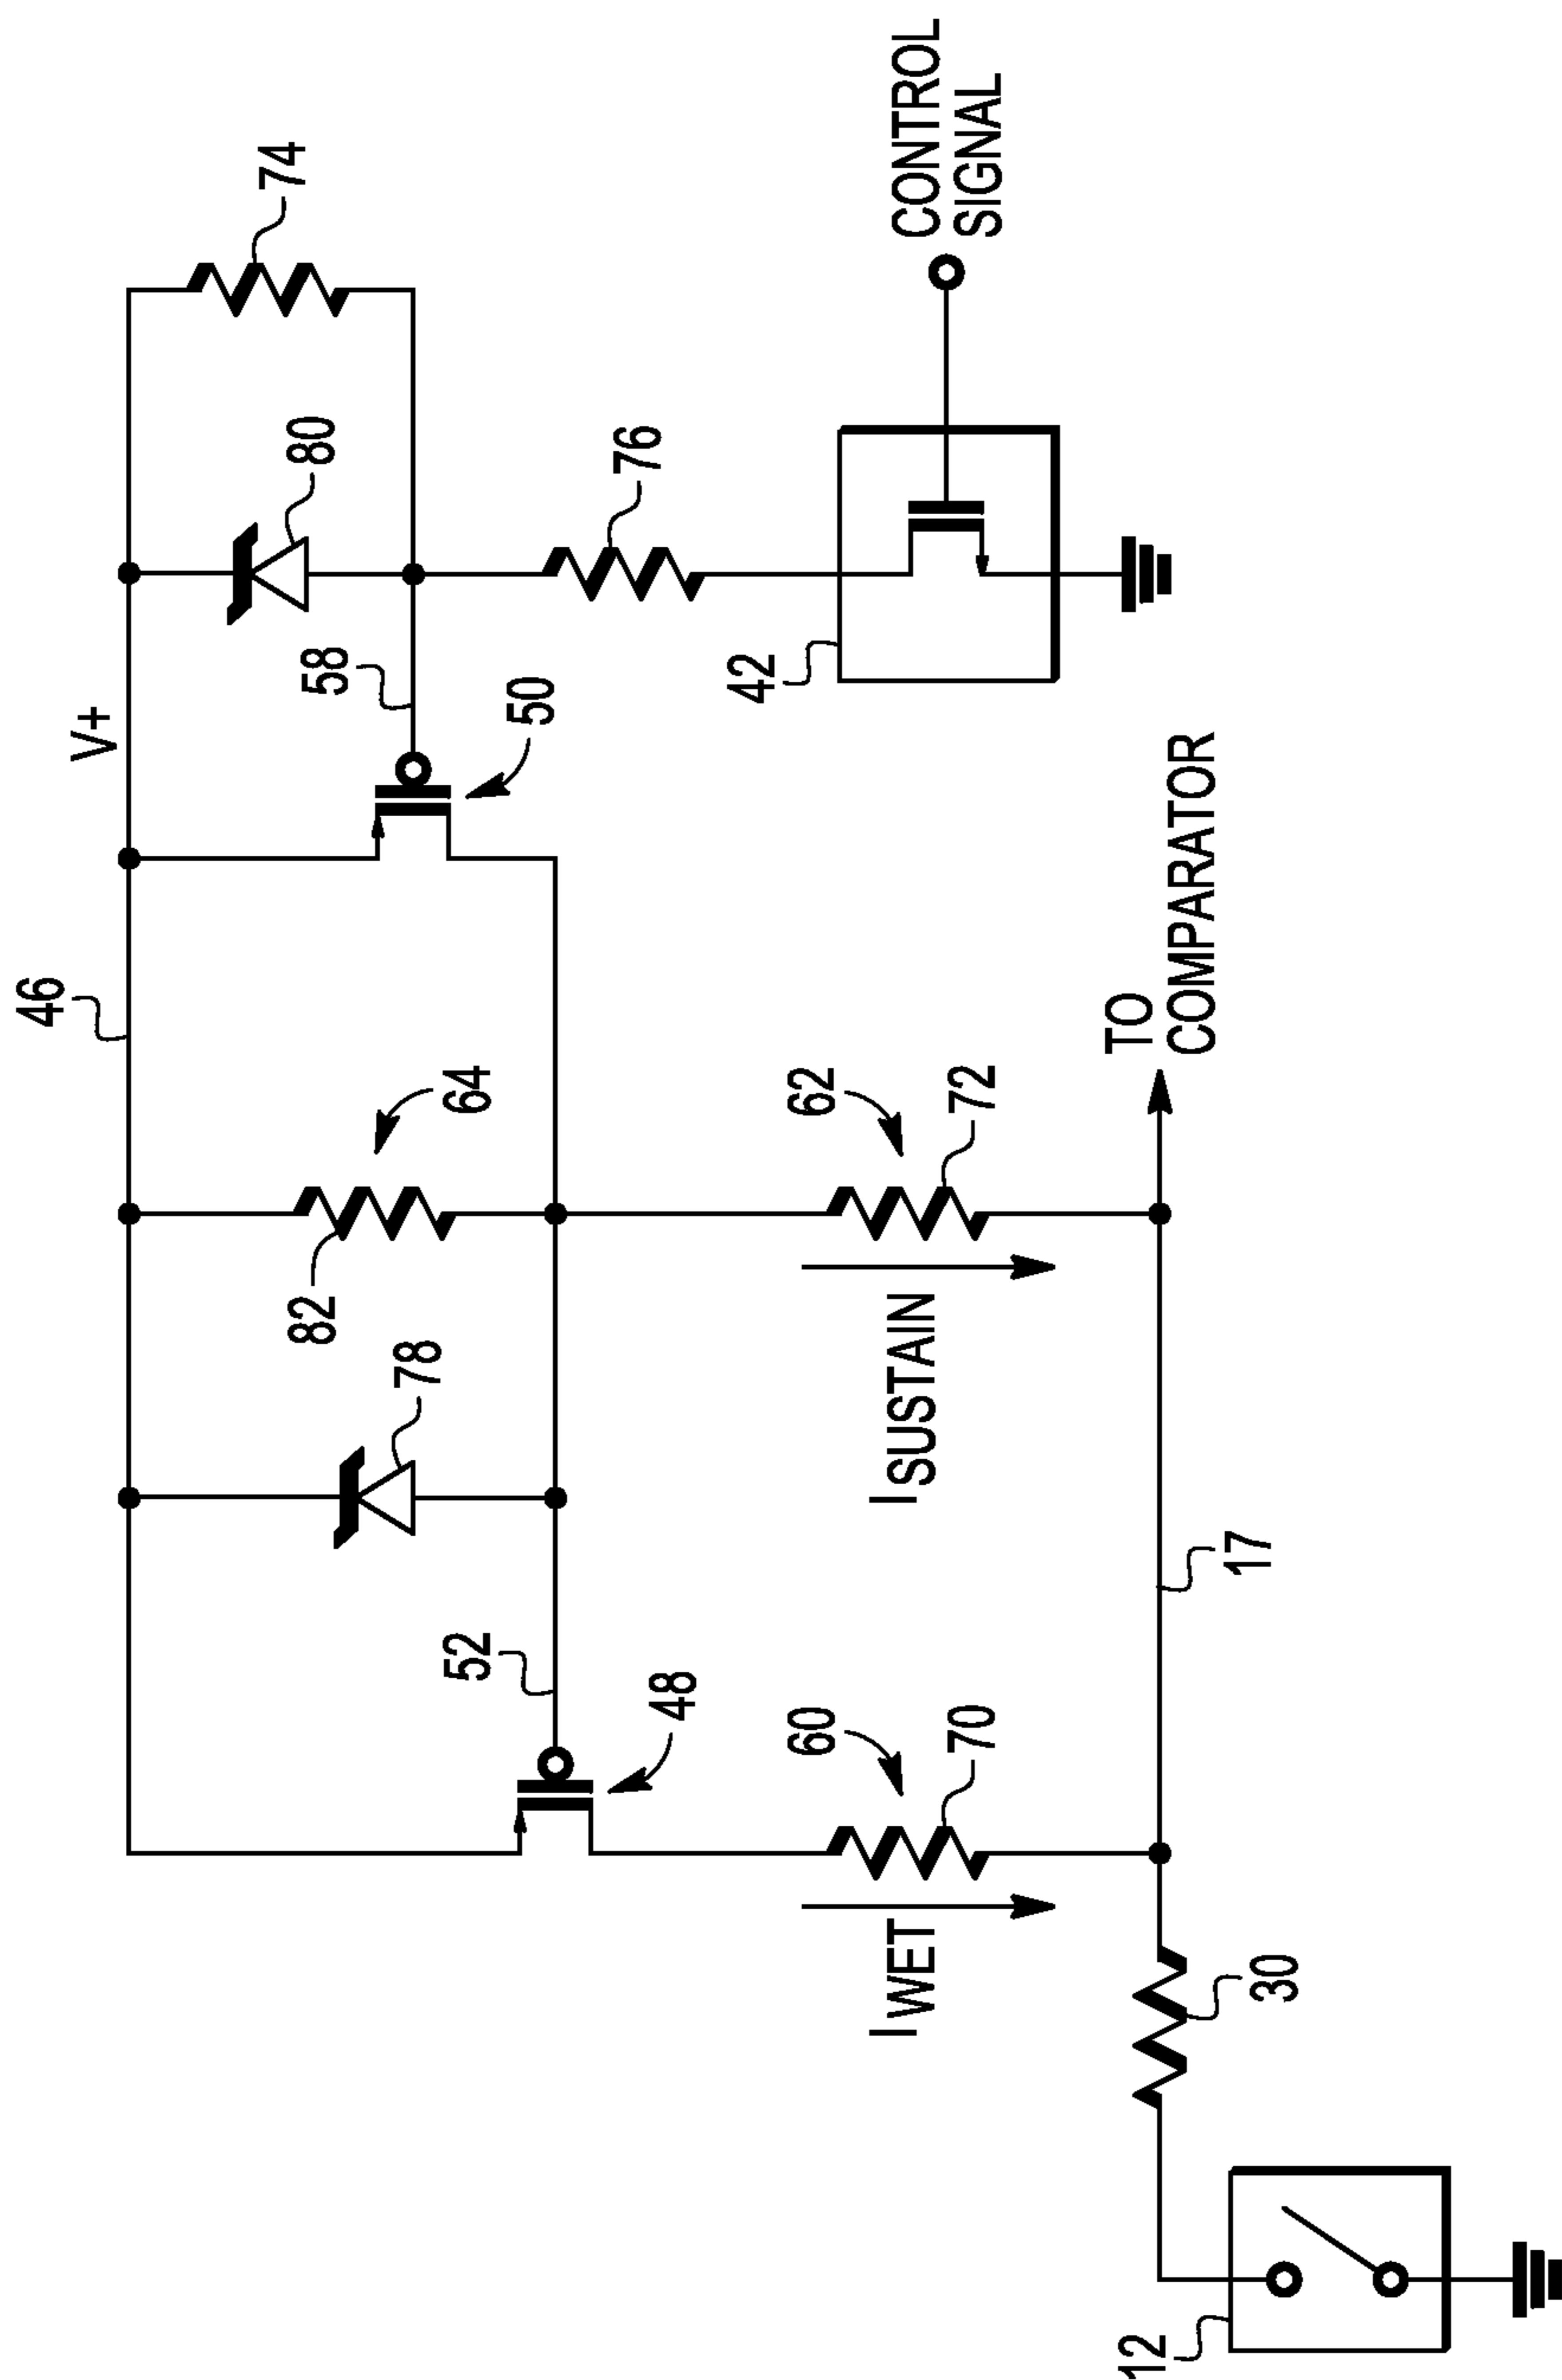 46
V+
74
80
58
50
76
64
82
78
52
48
42
CONTROL
SIGNAL
62
72
ISUSTAIN
60
70
IWET
TO
COMPARATOR
17
30
12